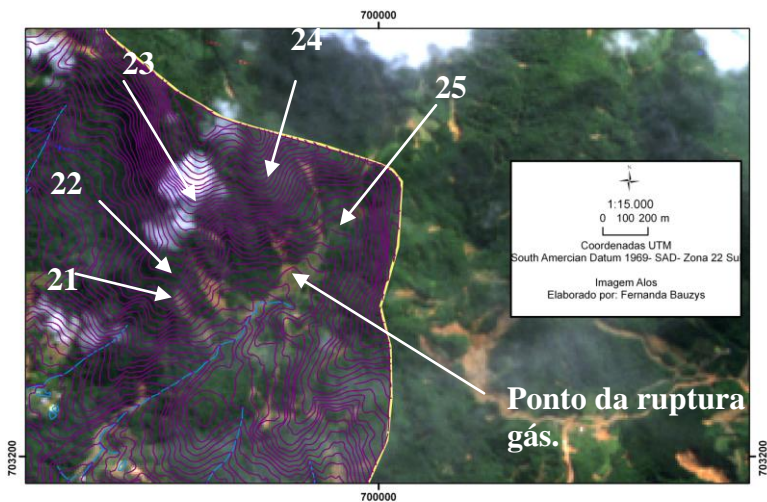 700000
24
23
25
22
21
N
1:15.000
0 100 200 m
Coordenadas UTM
South Amercian Datum 1969- SAD- Zona 22 Su
Imagem Alos
Elaborado por: Fernanda Bauzys
Ponto da ruptura
gás.
703200
703200
700000